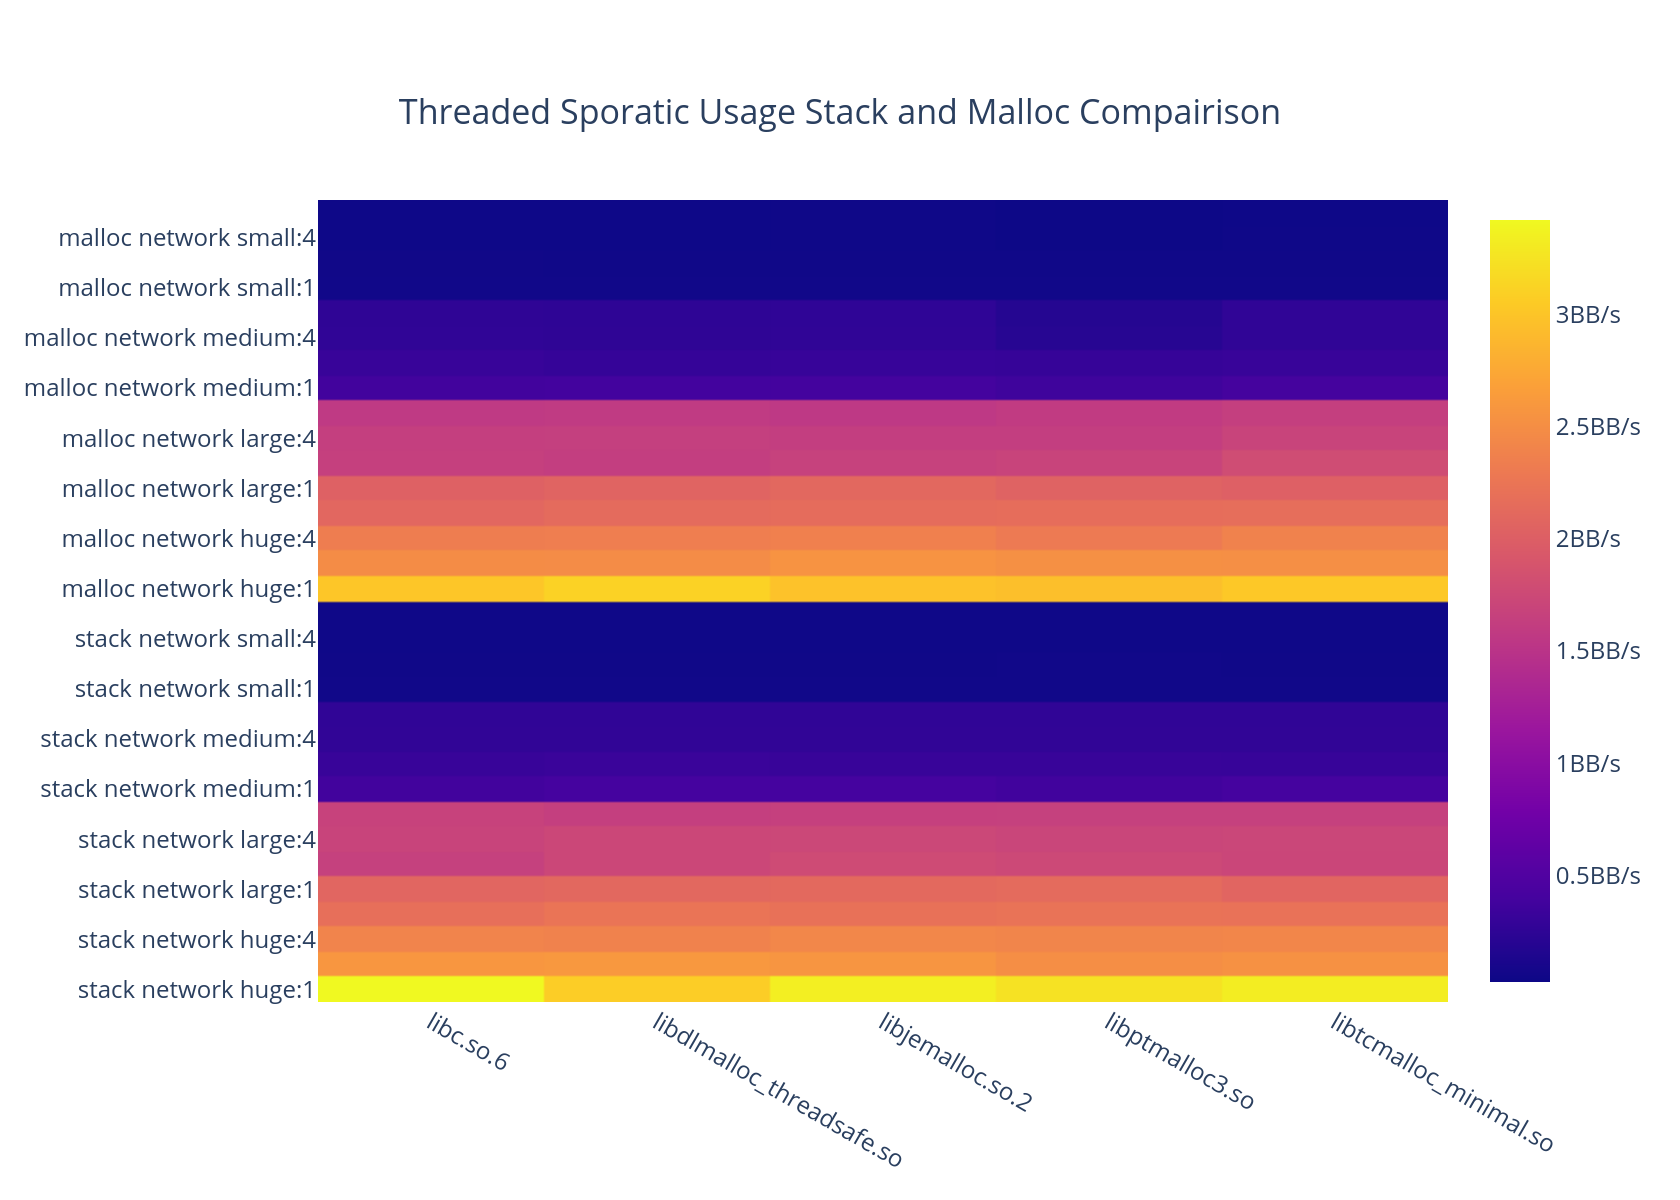 Threaded Sporatic Usage Stack and Malloc Compairison
malloc network small:4
malloc network small:1
malloc network medium:4
malloc network medium:1
malloc network large:4
malloc network large:1
malloc network huge:4
malloc network huge:1
stack network small:4
stack network small:1
stack network medium:4
stack network medium:1
stack network large:4
stack network large:1
stack network huge:4
stack network huge:1
libc.so.6
libdlmalloc_threadsafe.so
libjemalloc.so.2
libptmalloc3.so
libtcmalloc_minimal.so
3BB/s
2.5BB/s
2BB/s
1.5BB/s
1BB/s
0.5BB/s